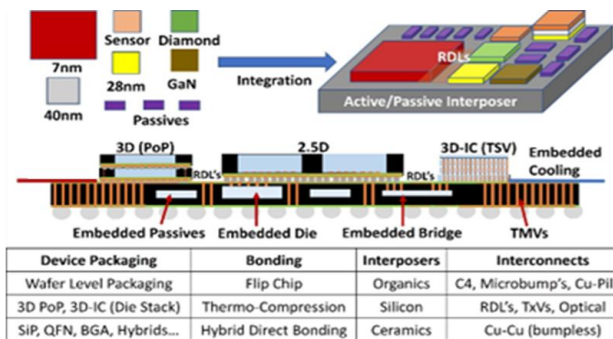 Sensor Diamond
7nm
28nm GaN
40nm
Passives
Integration
RDLs
Active/Passive Interposer
3D (PoP) 2.5D 3D-IC (TSV) Embedded
Cooling
RDL's RDL's
Embedded Passives Embedded Die Embedded Bridge TMVs
Device Packaging Bonding Interposers Interconnects
Wafer Level Packaging Flip Chip Organics C4, Microbump's, Cu-Pil
3D PoP, 3D-IC (Die Stack) Thermo-Compression Silicon RDL's, TxVs, Optical
SiP, QFN, BGA, Hybrids... Hybrid Direct Bonding Ceramics Cu-Cu (bumpless)